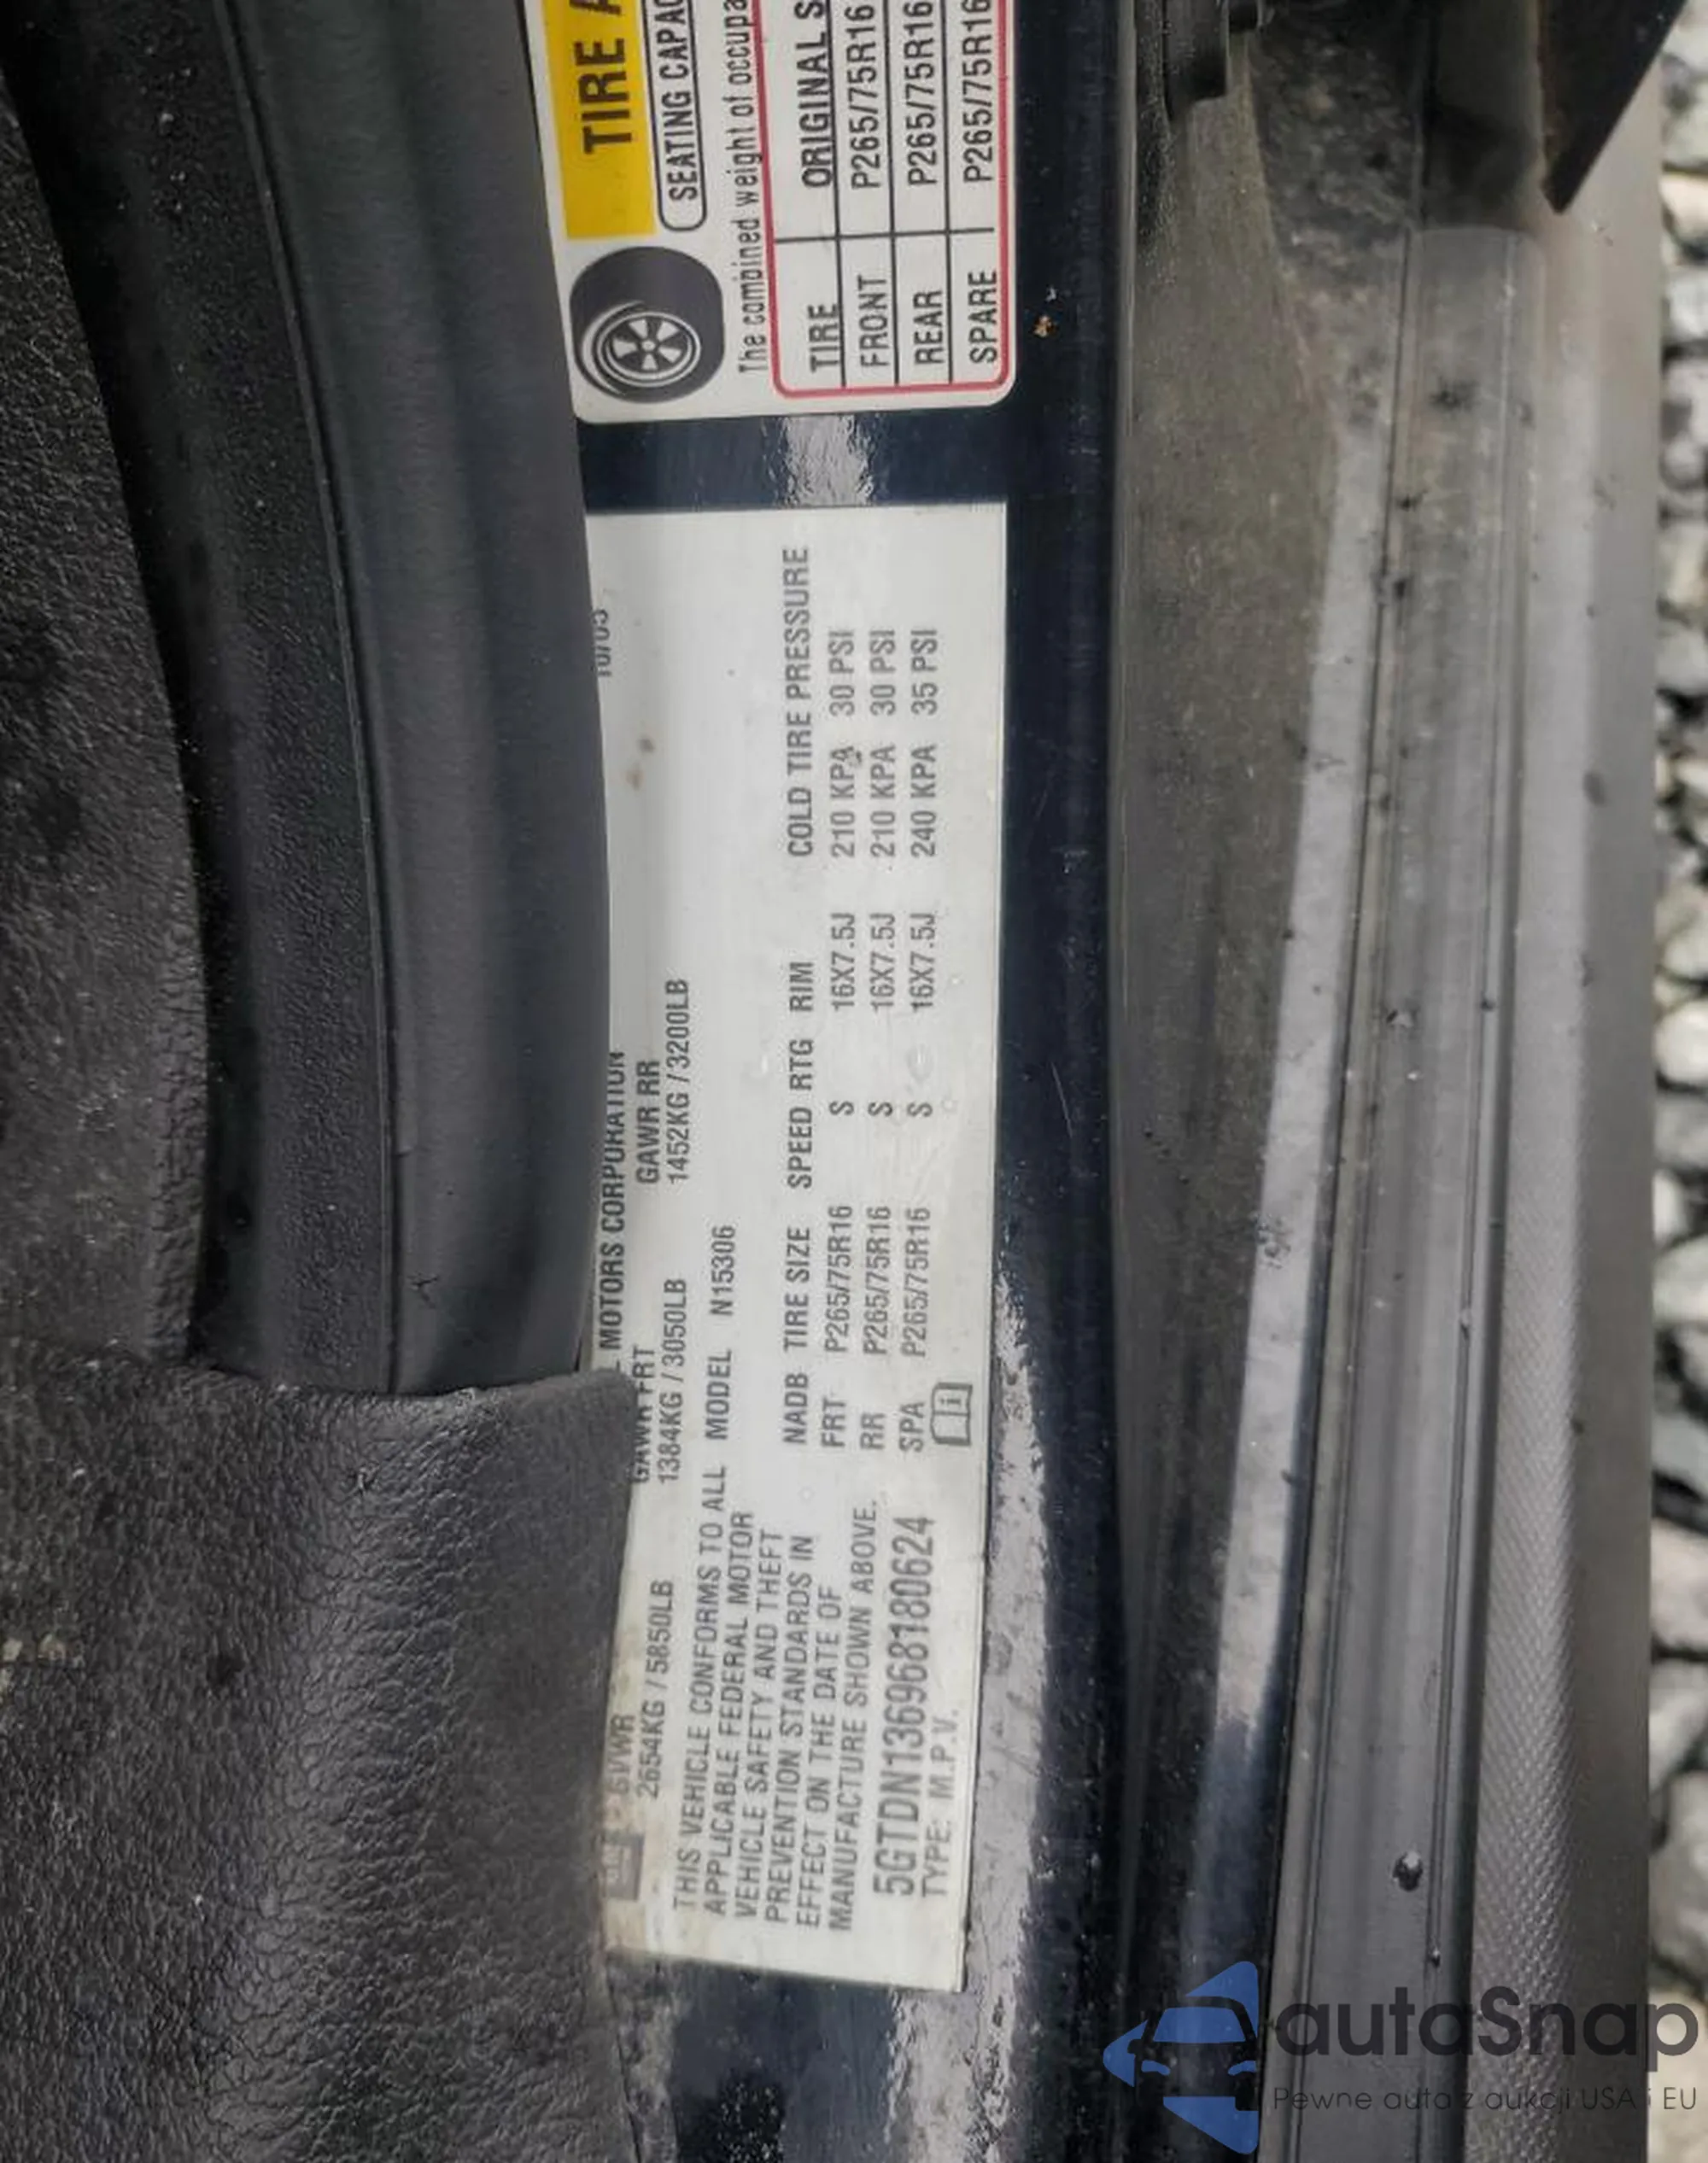 TIRE
SEATING CAPAC
The combined weight of occupa
TIRE ORIGINAL S
FRONT P265/75R16
REAR P265/75R16
SPARE P265/75R16
10/05
MOTORS CORPORATION
GVWR GAWR FRT GAWR RR
2654KG / 5850LB 1384KG / 3050LB 1452KG / 3200LB
THIS VEHICLE CONFORMS TO ALL
APPLICABLE FEDERAL MOTOR
VEHICLE SAFETY AND THEFT
PREVENTION STANDARDS IN
EFFECT ON THE DATE OF
MANUFACTURE SHOWN ABOVE.
5GTDN136968180624
TYPE: M.P.V.
MODEL N15306
NADB TIRE SIZE SPEED RTG RIM COLD TIRE PRESSURE
FRT P265/75R16 S 16X7.5J 210 KPA 30 PSI
RR P265/75R16 S 16X7.5J 210 KPA 30 PSI
SPA P265/75R16 S 16X7.5J 240 KPA 35 PSI
autoSnap
Pewne auto z aukcji USA i EU